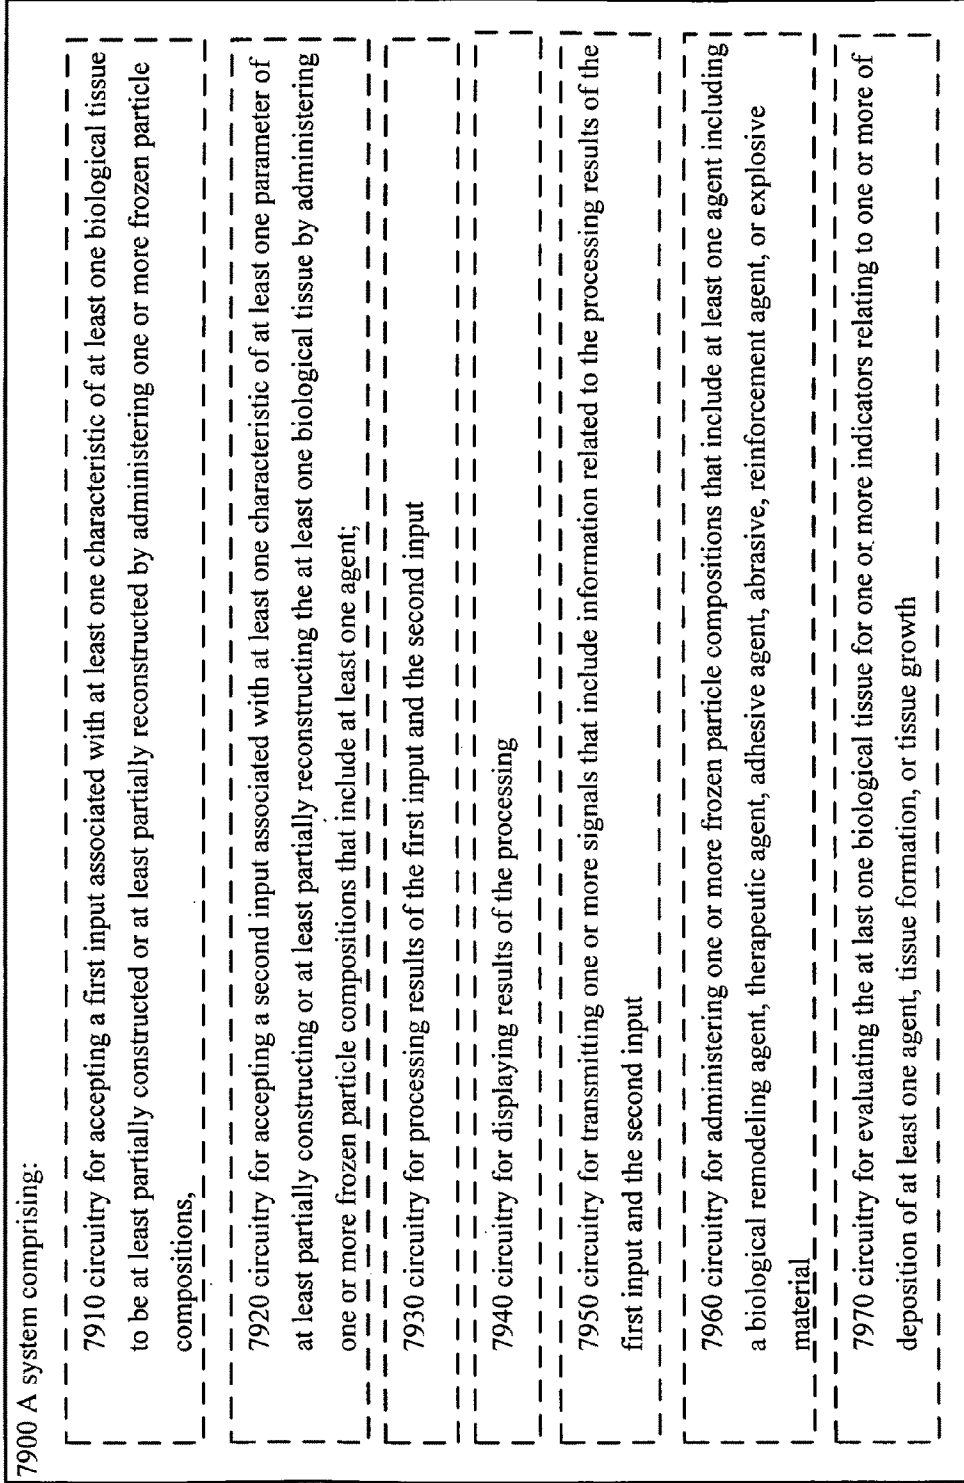 7900 A system comprising:
7910 circuitry for accepting a first input associated with at least one characteristic of at least one biological tissue
to be at least partially constructed or at least partially reconstructed by administering one or more frozen particle
compositions,
7920 circuitry for accepting a second input associated with at least one characteristic of at least one parameter of
at least partially constructing or at least partially reconstructing the at least one biological tissue by administering
one or more frozen particle compositions that include at least one agent;
7930 circuitry for processing results of the first input and the second input
7940 circuitry for displaying results of the processing
7950 circuitry for transmitting one or more signals that include information related to the processing results of the
first input and the second input
7960 circuitry for administering one or more frozen particle compositions that include at least one agent including
a biological remodeling agent, therapeutic agent, adhesive agent, abrasive, reinforcement agent, or explosive
material
7970 circuitry for evaluating the at last one biological tissue for one or more indicators relating to one or more of
deposition of at least one agent, tissue formation, or tissue growth